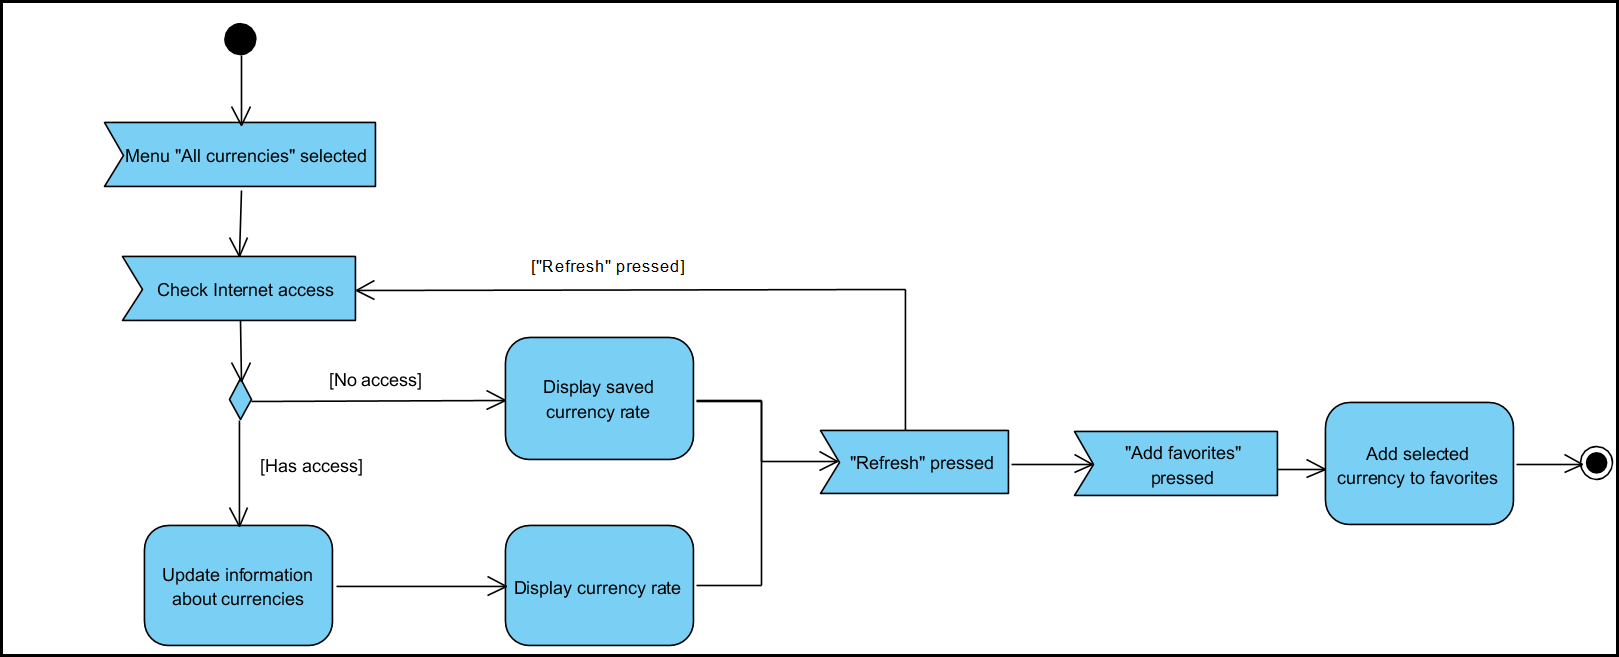 Menu "All currencies" selected
Check Internet access
["Refresh" pressed]
[No access]
Display saved
currency rate
[Has access]
"Refresh" pressed
"Add favorites"
pressed
Add selected
currency to favorites
Update information
about currencies
Display currency rate